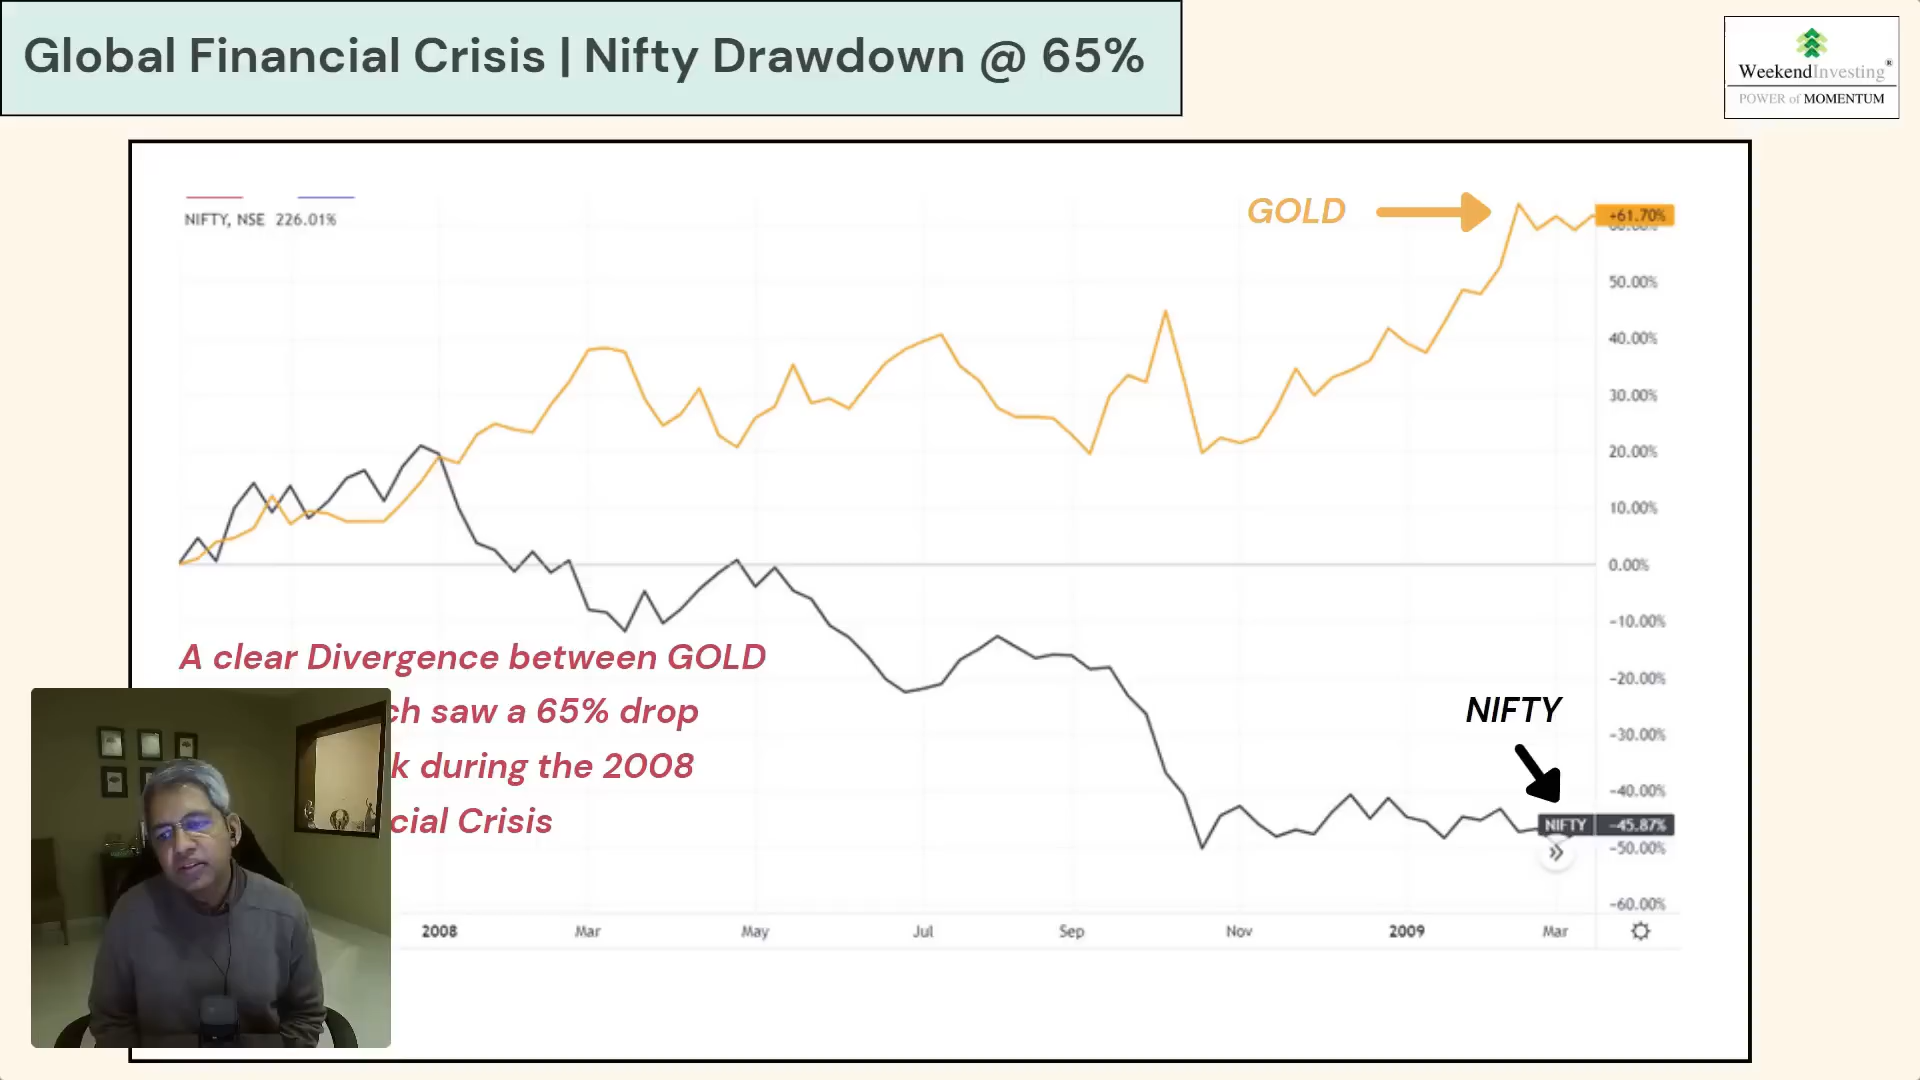 Global Financial Crisis | Nifty Drawdown @ 65%
WeekendInvesting®
POWER of MOMENTUM
NIFTY, NSE 226.01%
GOLD
+61.70%
60.00%
50.00%
40.00%
30.00%
20.00%
10.00%
0.00%
-10.00%
-20.00%
-30.00%
-40.00%
-50.00%
-60.00%
A clear Divergence between GOLD
ch saw a 65% drop
k during the 2008
cial Crisis
NIFTY
NIFTY -45.87%
2008 Mar May Jul Sep Nov 2009 Mar